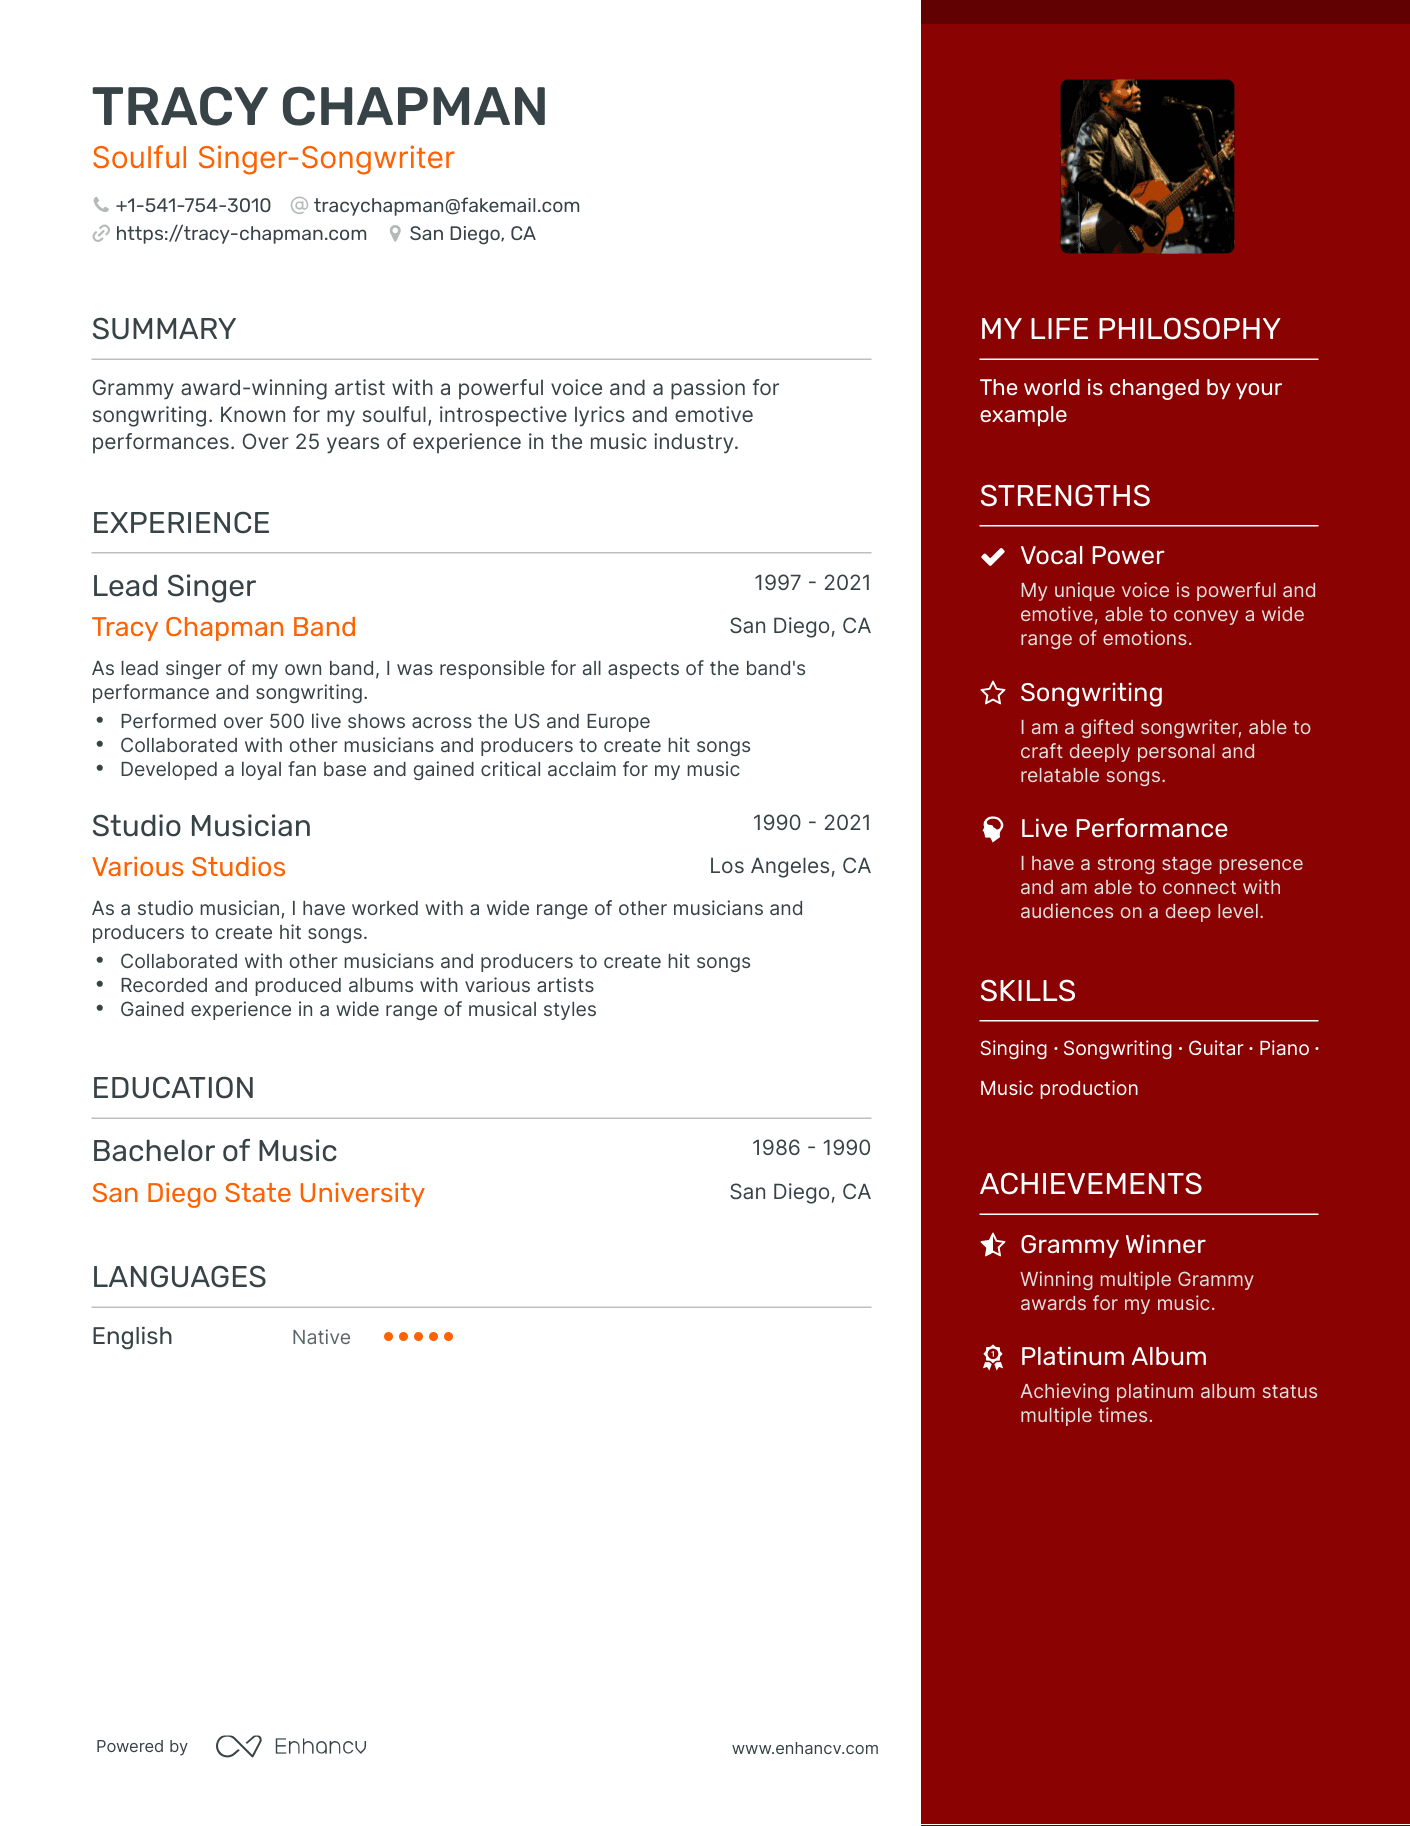 TRACY CHAPMAN
Soulful Singer-Songwriter
+1-541-754-3010 @ tracychapman@fakemail.com
https://tracy-chapman.com San Diego, CA
SUMMARY
Grammy award-winning artist with a powerful voice and a passion for
songwriting. Known for my soulful, introspective lyrics and emotive
performances. Over 25 years of experience in the music industry.
EXPERIENCE
Lead Singer 1997 - 2021
Tracy Chapman Band San Diego, CA
As lead singer of my own band, I was responsible for all aspects of the band's
performance and songwriting.
• Performed over 500 live shows across the US and Europe
• Collaborated with other musicians and producers to create hit songs
• Developed a loyal fan base and gained critical acclaim for my music
Studio Musician 1990 - 2021
Various Studios Los Angeles, CA
As a studio musician, I have worked with a wide range of other musicians and
producers to create hit songs.
• Collaborated with other musicians and producers to create hit songs
• Recorded and produced albums with various artists
• Gained experience in a wide range of musical styles
EDUCATION
Bachelor of Music 1986 - 1990
San Diego State University San Diego, CA
LANGUAGES
English Native
Powered by Enhancv www.enhancv.com
MY LIFE PHILOSOPHY
The world is changed by your
example
STRENGTHS
Vocal Power
My unique voice is powerful and
emotive, able to convey a wide
range of emotions.
Songwriting
I am a gifted songwriter, able to
craft deeply personal and
relatable songs.
Live Performance
I have a strong stage presence
and am able to connect with
audiences on a deep level.
SKILLS
Singing · Songwriting · Guitar · Piano ·
Music production
ACHIEVEMENTS
Grammy Winner
Winning multiple Grammy
awards for my music.
Platinum Album
Achieving platinum album status
multiple times.